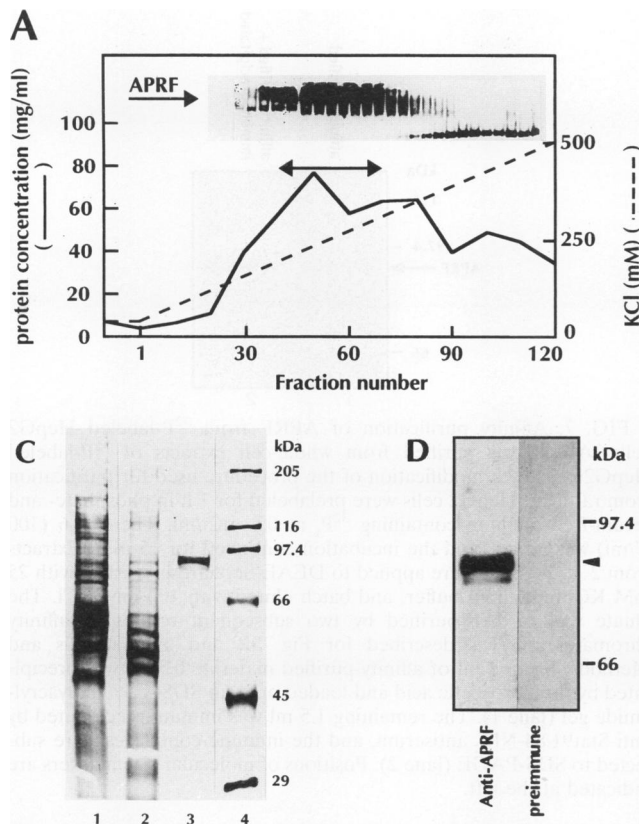 A
protein concentration (mg/ml)
(——)
APRF
100
80
60
40
20
0
500
250
0
KCl (mM) (-----)
1
30
60
90
120
Fraction number
C
kDa
205
116
97.4
66
45
29
1 2 3 4
D
kDa
97.4
66
Anti-APRF
preimmune